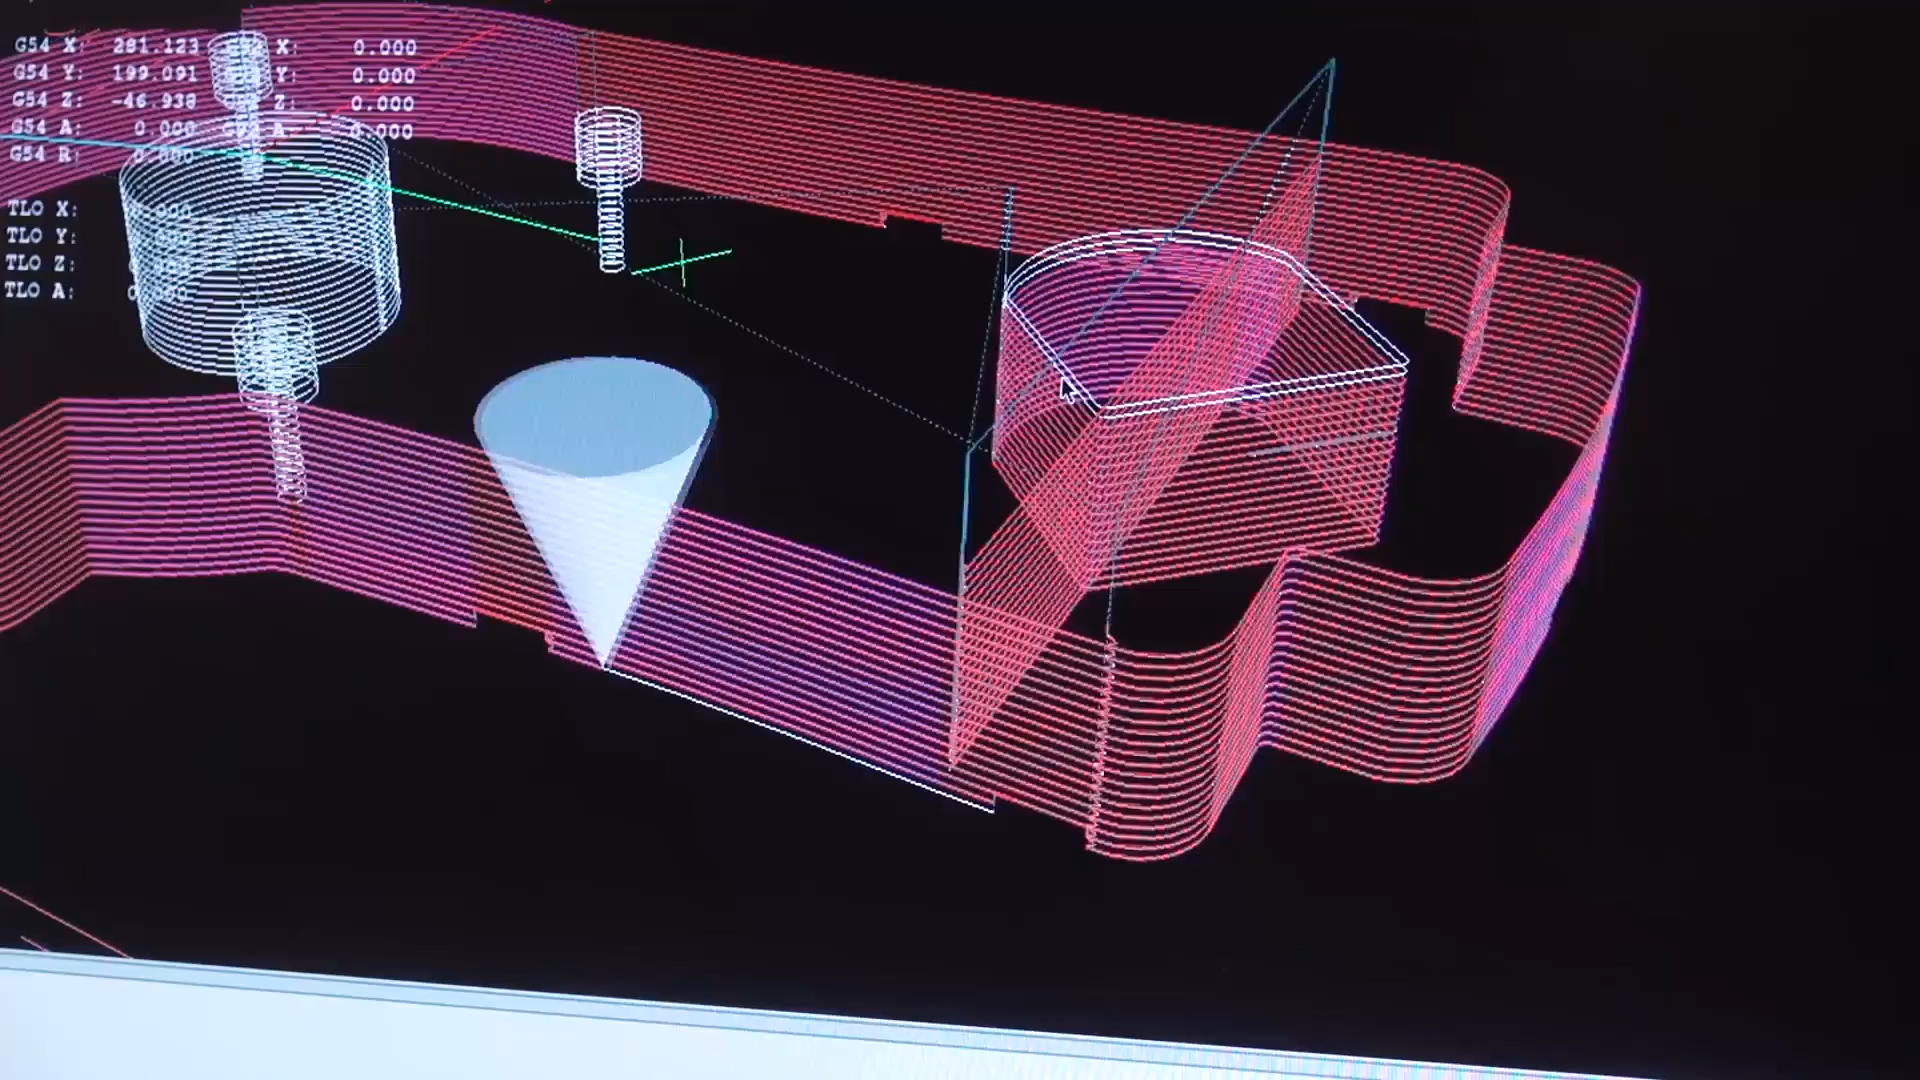 G54 X: 281.123 X: 0.000
G54 Y: 199.091 Y: 0.000
G54 Z: -46.938 Z: 0.000
G54 A: 0.000 A: 0.000
G54 R:
TLO X:
TLO Y:
TLO Z:
TLO A: